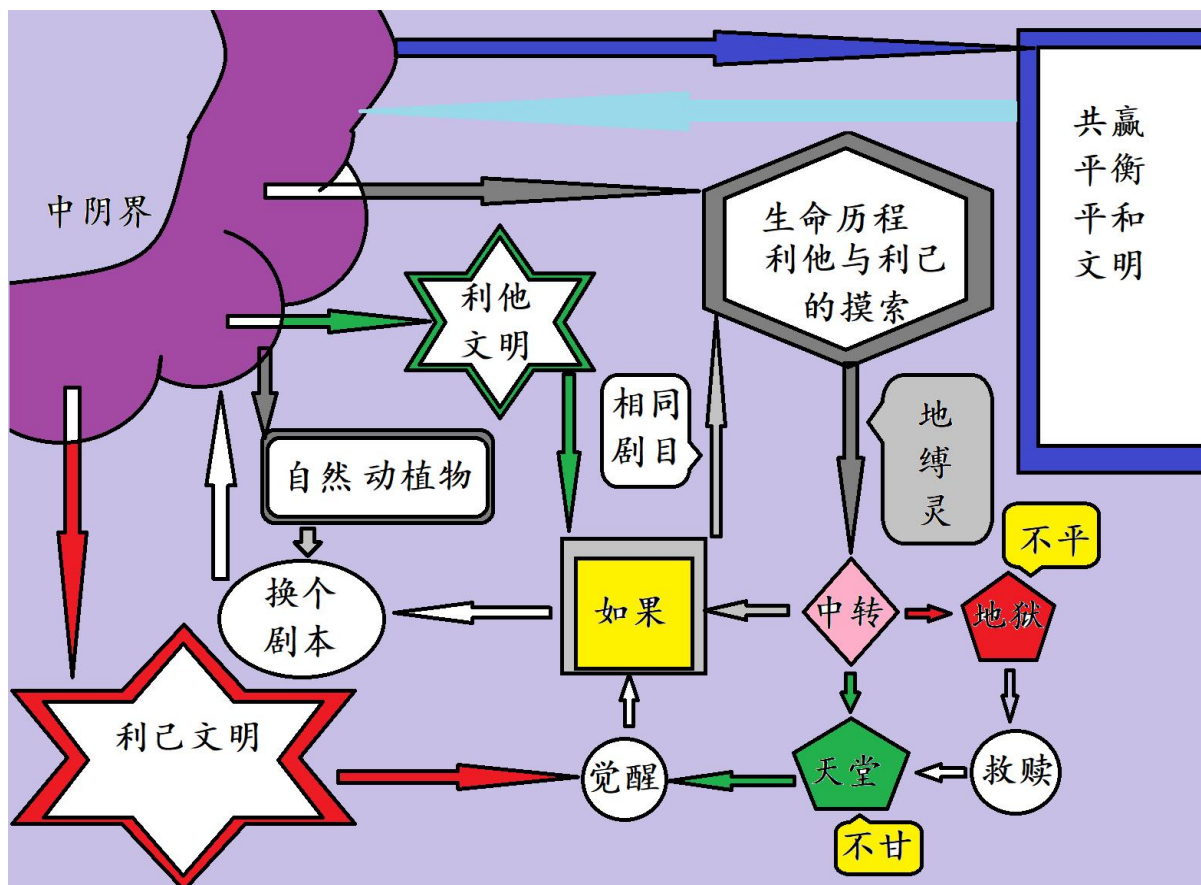 共赢
平衡
平和
文明
中阴界
生命历程
利他与利己
的摸索
利他
文明
相同
剧目
地
缚
灵
自然 动植物
不平
换个
剧本
如果
中转
地狱
利己文明
觉醒
天堂
救赎
不甘